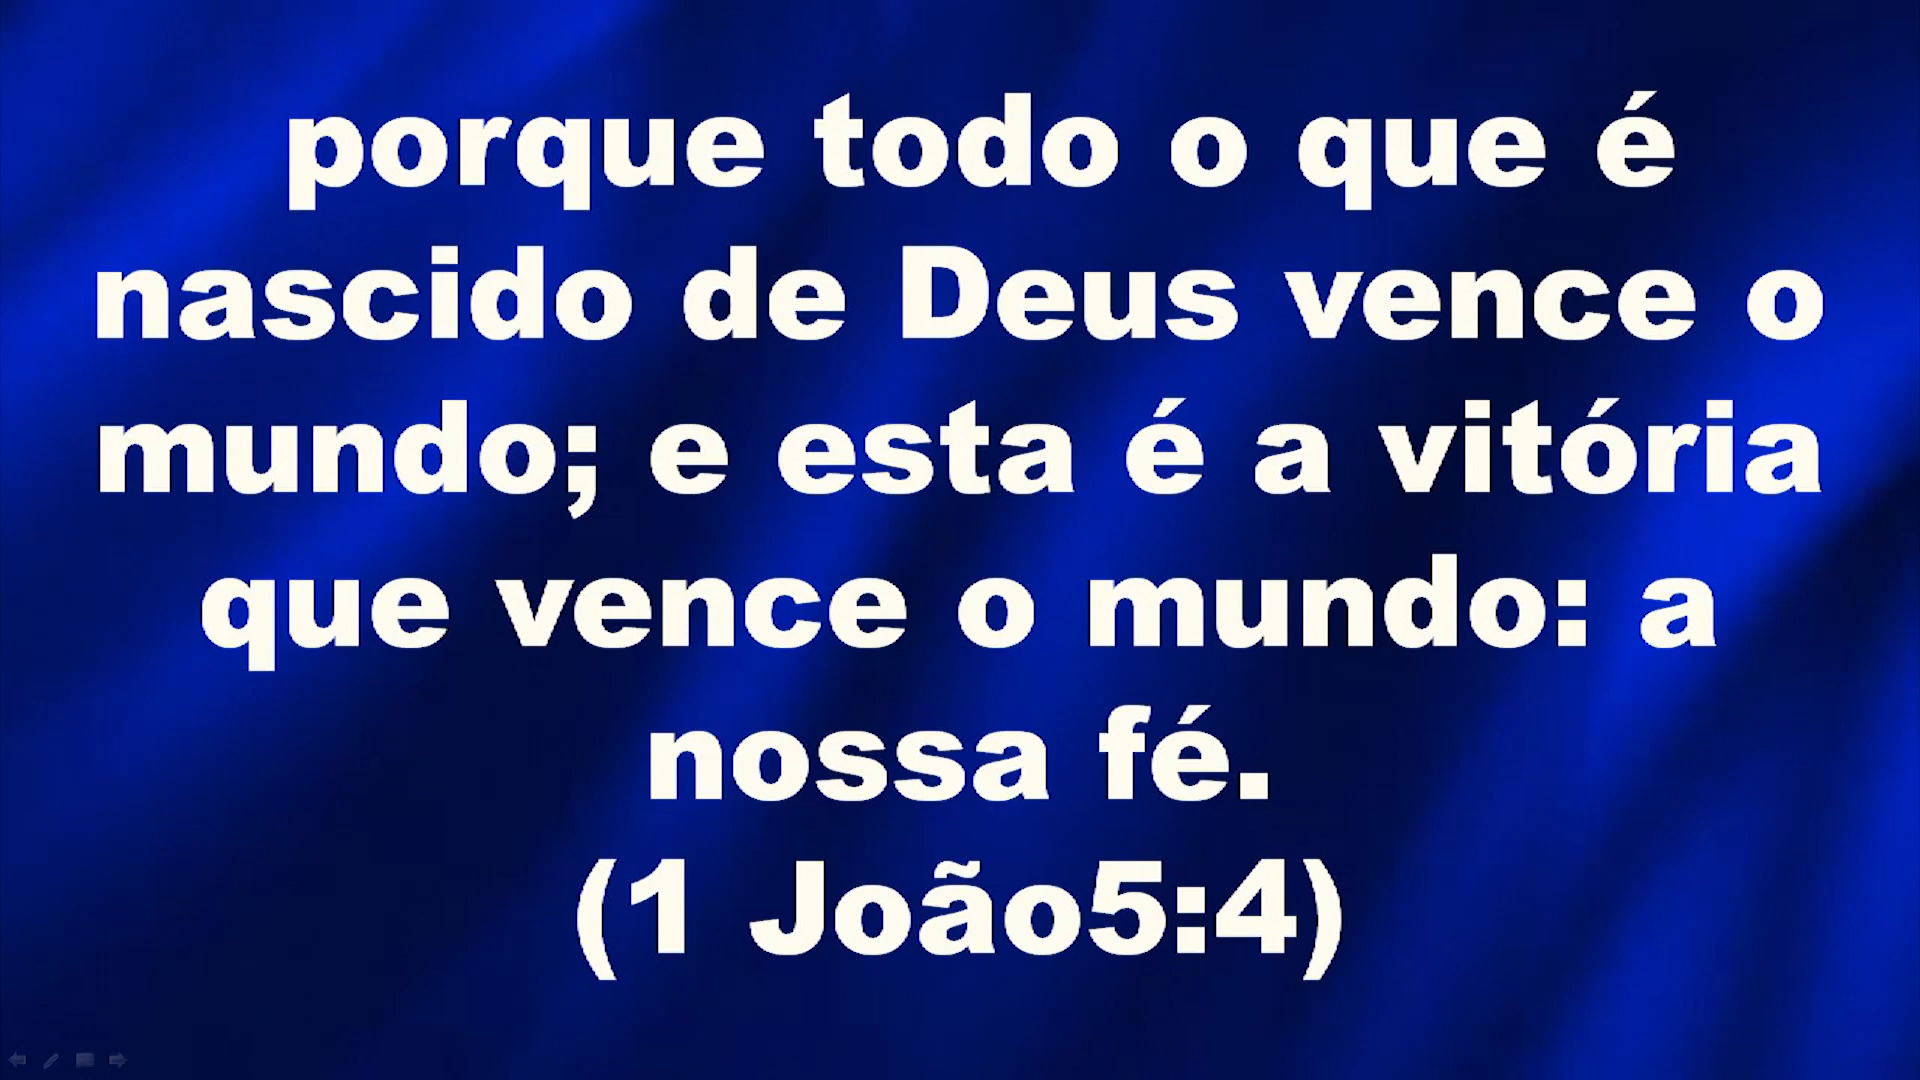 porque todo o que é
nascido de Deus vence o
mundo; e esta é a vitória
que vence o mundo: a
nossa fé.
(1 João5:4)